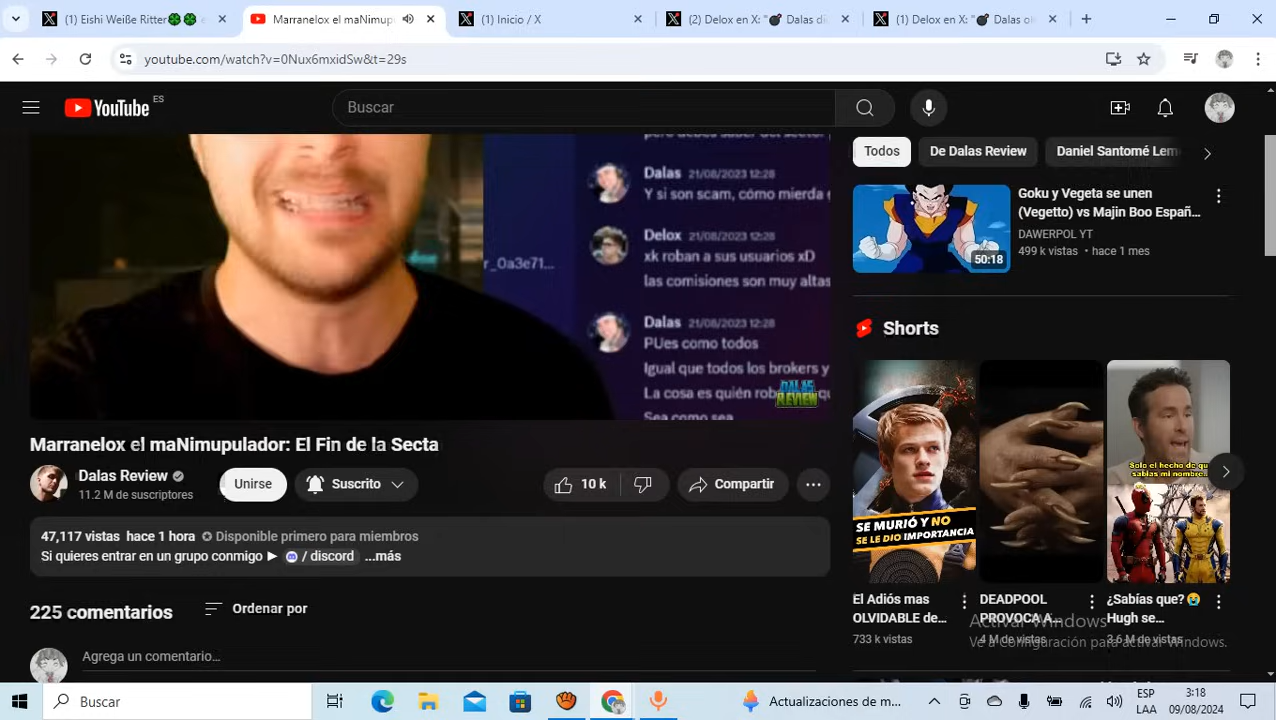 (1) Eishi Weiße Ritter🍀🍀 e
Marranelox el maNimup
(1) Inicio / X
(2) Delox en X: "💣 Dalas di
(1) Delox en X: "💣 Dalas o
youtube.com/watch?v=0Nux6mxidSw&t=29s
YouTube ES
Buscar
Todos
De Dalas Review
Daniel Santomé Lem
Dalas 21/08/2023 12:28
Y si son scam, cómo mierda
Delox 21/08/2023 12:28
xk roban a sus usuarios xD
r_0a3e71...
las comisiones son muy altas
Dalas 21/08/2023 12:28
PUes como todos
Igual que todos los brokers y
La cosa es quién rob
Sea como sea
DALAS REVIEW
Goku y Vegeta se unen
(Vegetto) vs Majin Boo Españ...
DAWERPOL YT
499 k vistas • hace 1 mes
50:18
Shorts
SE MURIÓ Y NO
SE LE DIO IMPORTANCIA
Solo el hecho de qu
sabías mi nombre..
El Adiós mas
OLVIDABLE de...
733 k vistas
DEADPOOL
PROVOCA A...
4 M de vistas
¿Sabías que?😭
Hugh se...
3.6 M de vistas
Marranelox el maNimupulador: El Fin de la Secta
Dalas Review
11.2 M de suscriptores
Unirse
Suscrito
10 k
Compartir
47,117 vistas hace 1 hora Disponible primero para miembros
Si quieres entrar en un grupo conmigo ► / discord ...más
225 comentarios
Ordenar por
Agrega un comentario...
Activar Windows
Ve a Configuración para activar Windows.
Buscar
Actualizaciones de m...
ESP
LAA
3:18
09/08/2024